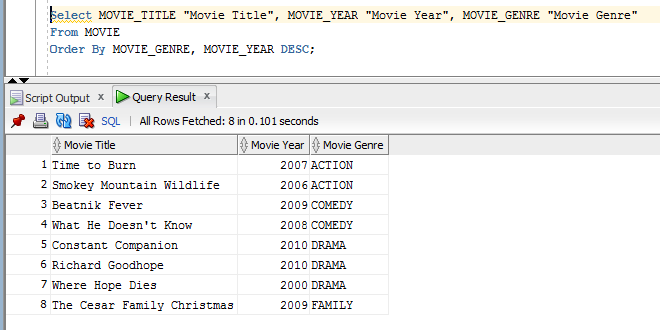 Select MOVIE_TITLE "Movie Title", MOVIE_YEAR "Movie Year", MOVIE_GENRE "Movie Genre"
From MOVIE
Order By MOVIE_GENRE, MOVIE_YEAR DESC;
Script Output x Query Result x
SQL | All Rows Fetched: 8 in 0.101 seconds
Movie Title Movie Year Movie Genre
1 Time to Burn 2007 ACTION
2 Smokey Mountain Wildlife 2006 ACTION
3 Beatnik Fever 2009 COMEDY
4 What He Doesn't Know 2008 COMEDY
5 Constant Companion 2010 DRAMA
6 Richard Goodhope 2010 DRAMA
7 Where Hope Dies 2000 DRAMA
8 The Cesar Family Christmas 2009 FAMILY